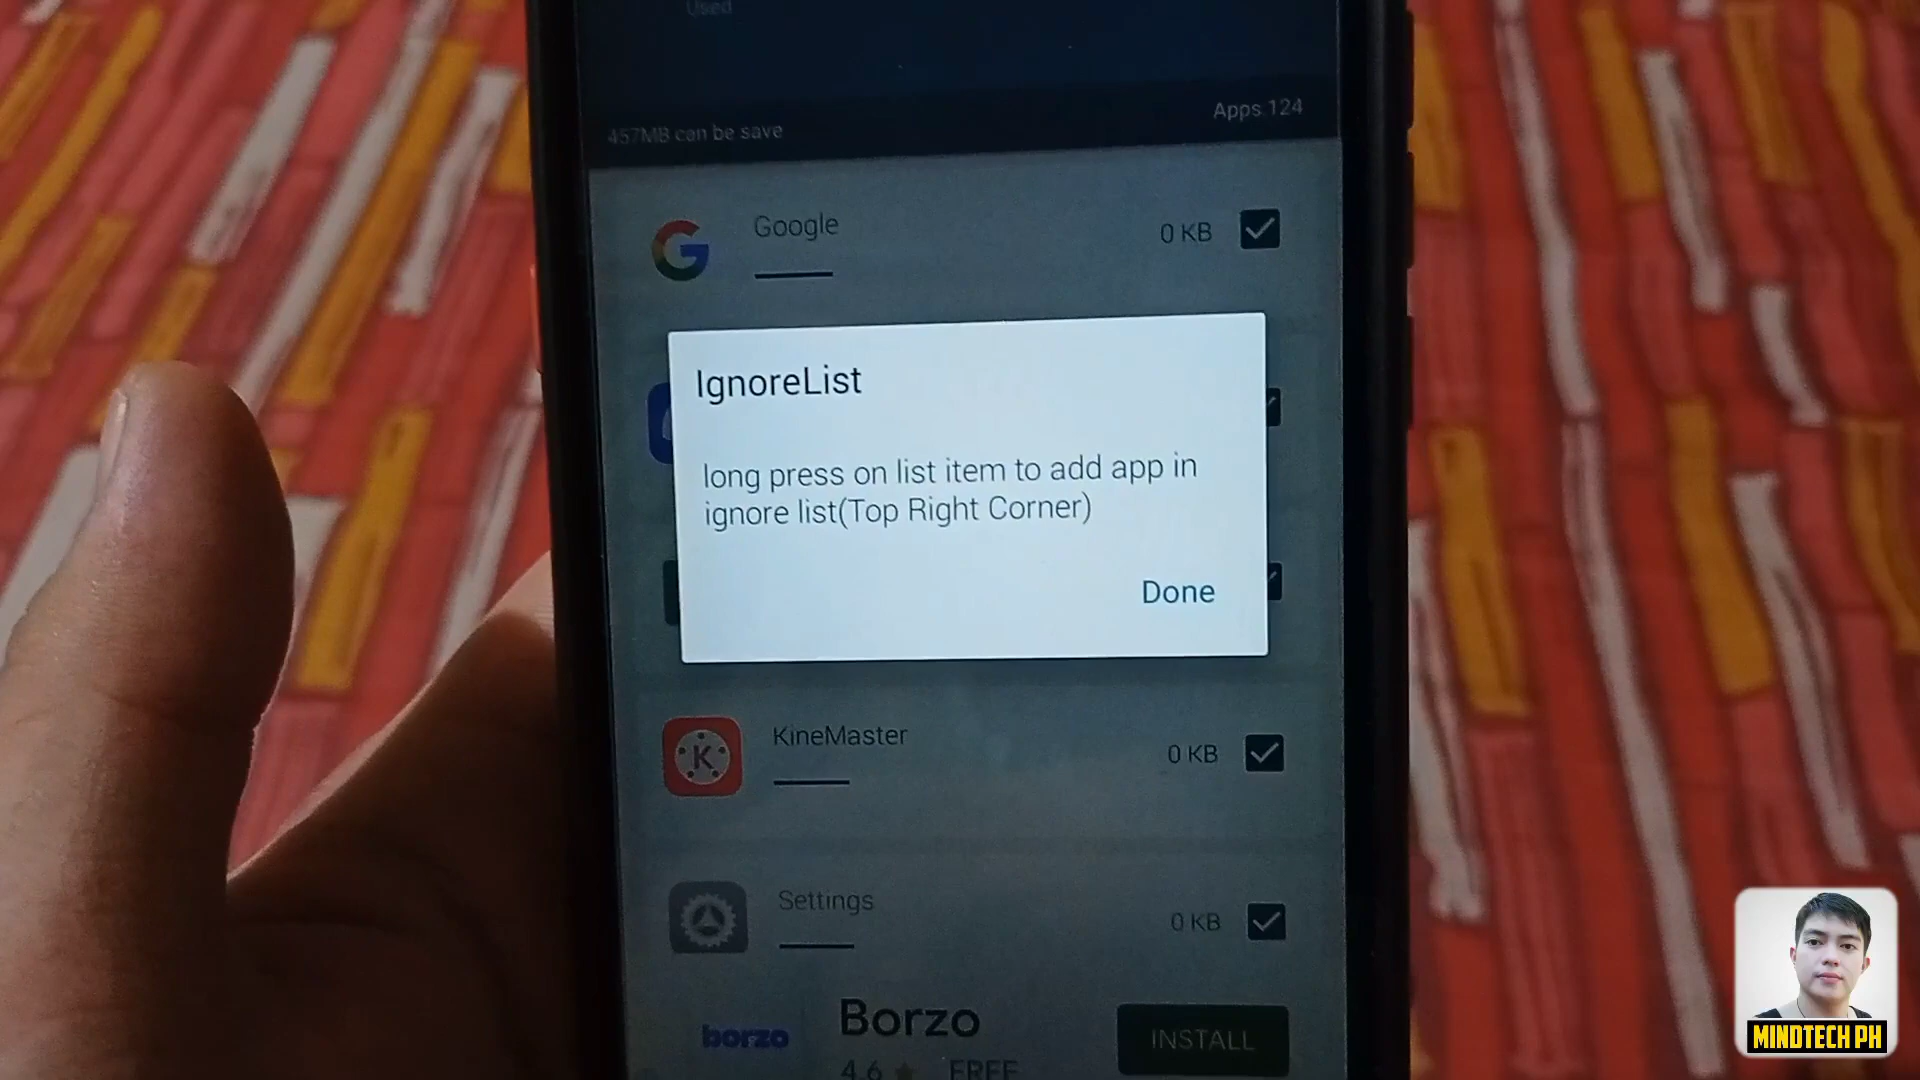 Used
Apps 124
457MB can be save
Google
0 KB
IgnoreList
long press on list item to add app in
ignore list(Top Right Corner)
Done
KineMaster
0 KB
Settings
0 KB
Borzo
borzo
INSTALL
4.6 ★ FREE
MINDTECH PH